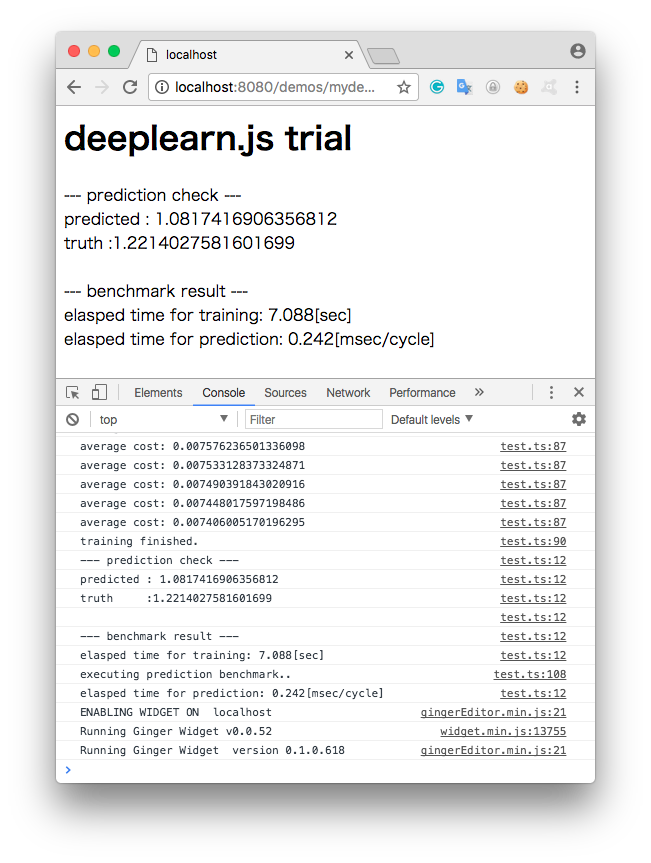 localhost
localhost:8080/demos/myde...
deeplearn.js trial
--- prediction check ---
predicted : 1.0817416906356812
truth :1.2214027581601699
--- benchmark result ---
elasped time for training: 7.088[sec]
elasped time for prediction: 0.242[msec/cycle]
Elements Console Sources Network Performance »
top Filter Default levels
average cost: 0.007576236501336098 test.ts:87
average cost: 0.007533128373324871 test.ts:87
average cost: 0.007490391843020916 test.ts:87
average cost: 0.007448017597198486 test.ts:87
average cost: 0.007406005170196295 test.ts:87
training finished. test.ts:90
--- prediction check --- test.ts:12
predicted : 1.0817416906356812 test.ts:12
truth     :1.2214027581601699 test.ts:12
test.ts:12
--- benchmark result --- test.ts:12
elasped time for training: 7.088[sec] test.ts:12
executing prediction benchmark.. test.ts:108
elasped time for prediction: 0.242[msec/cycle] test.ts:12
ENABLING WIDGET ON  localhost gingerEditor.min.js:21
Running Ginger Widget v0.0.52 widget.min.js:13755
Running Ginger Widget  version 0.1.0.618 gingerEditor.min.js:21